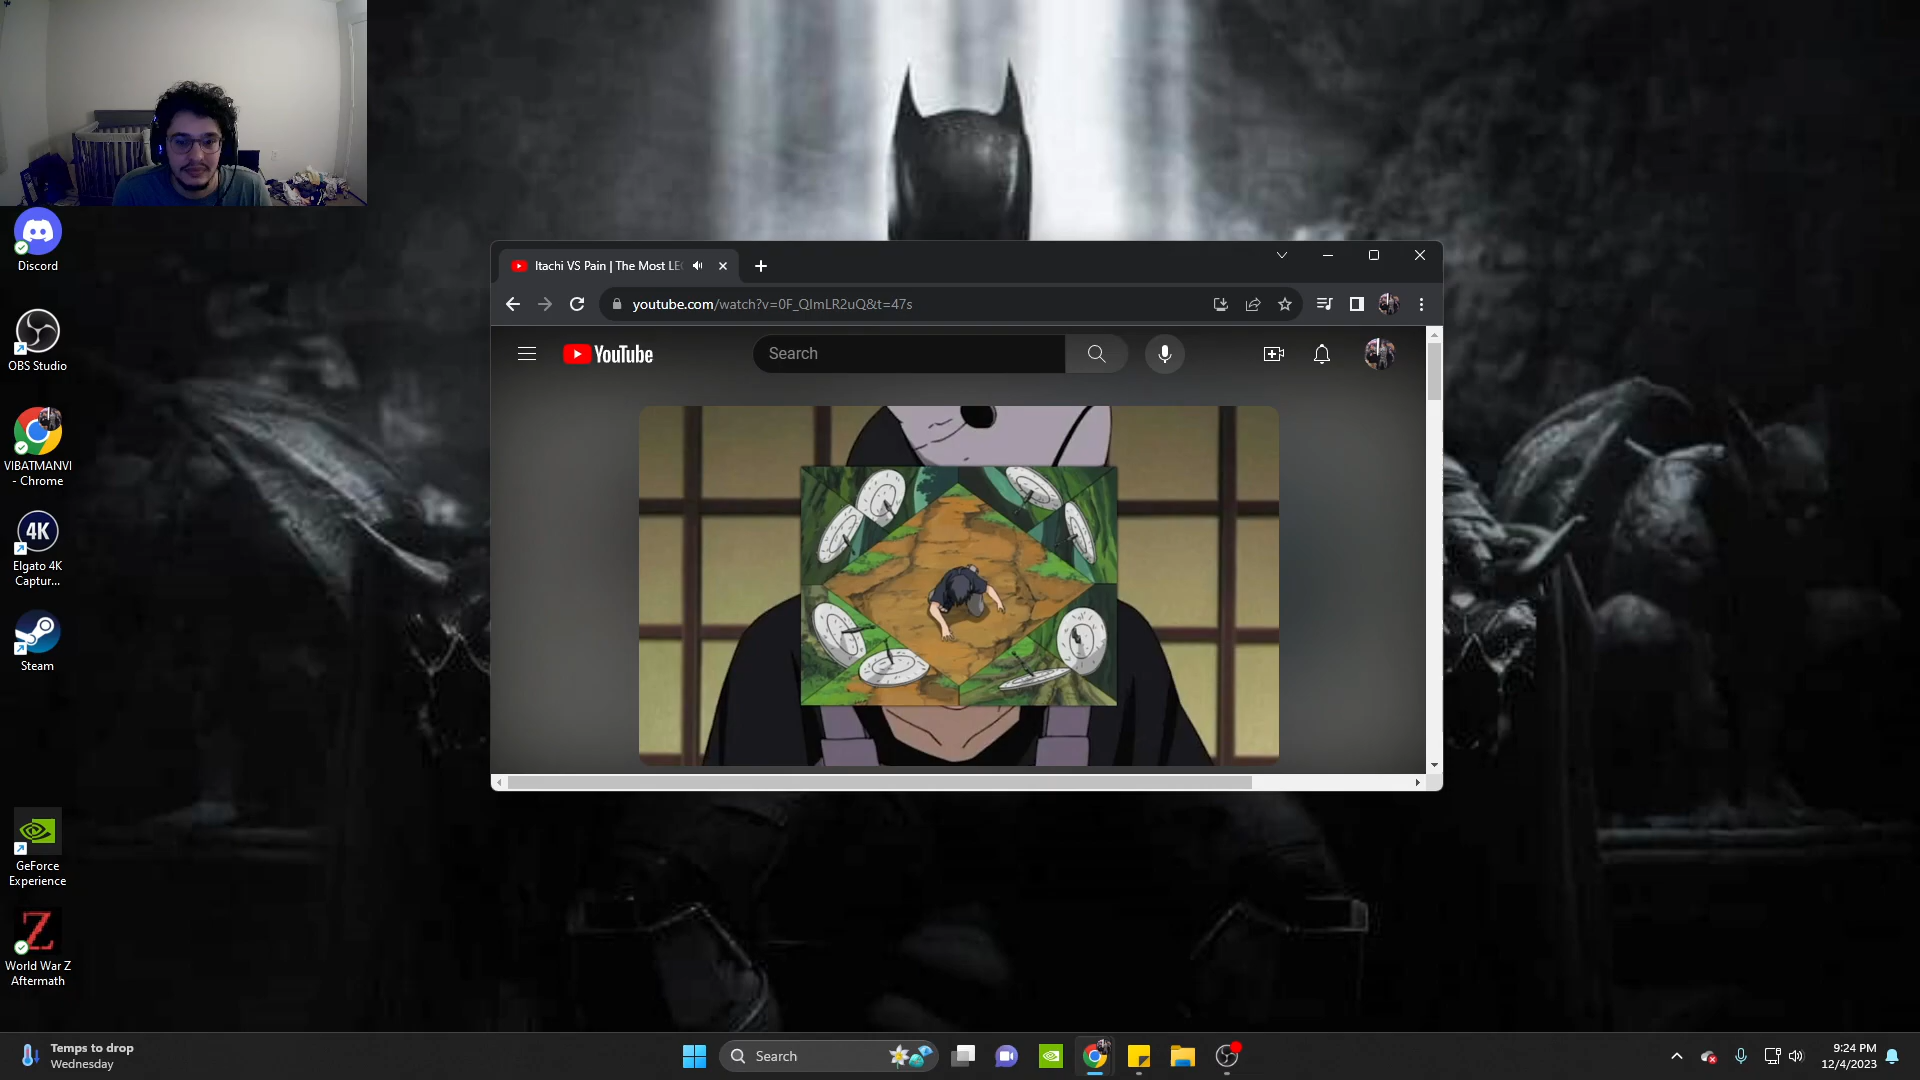 Discord
OBS Studio
VIBATMANVI
- Chrome
4K
Elgato 4K
Captur...
Steam
GeForce
Experience
Z
World War Z
Aftermath
Itachi VS Pain | The Most LE
youtube.com/watch?v=0F_QImLR2uQ&t=47s
YouTube
Search
Temps to drop
Wednesday
Search
9:24 PM
12/4/2023